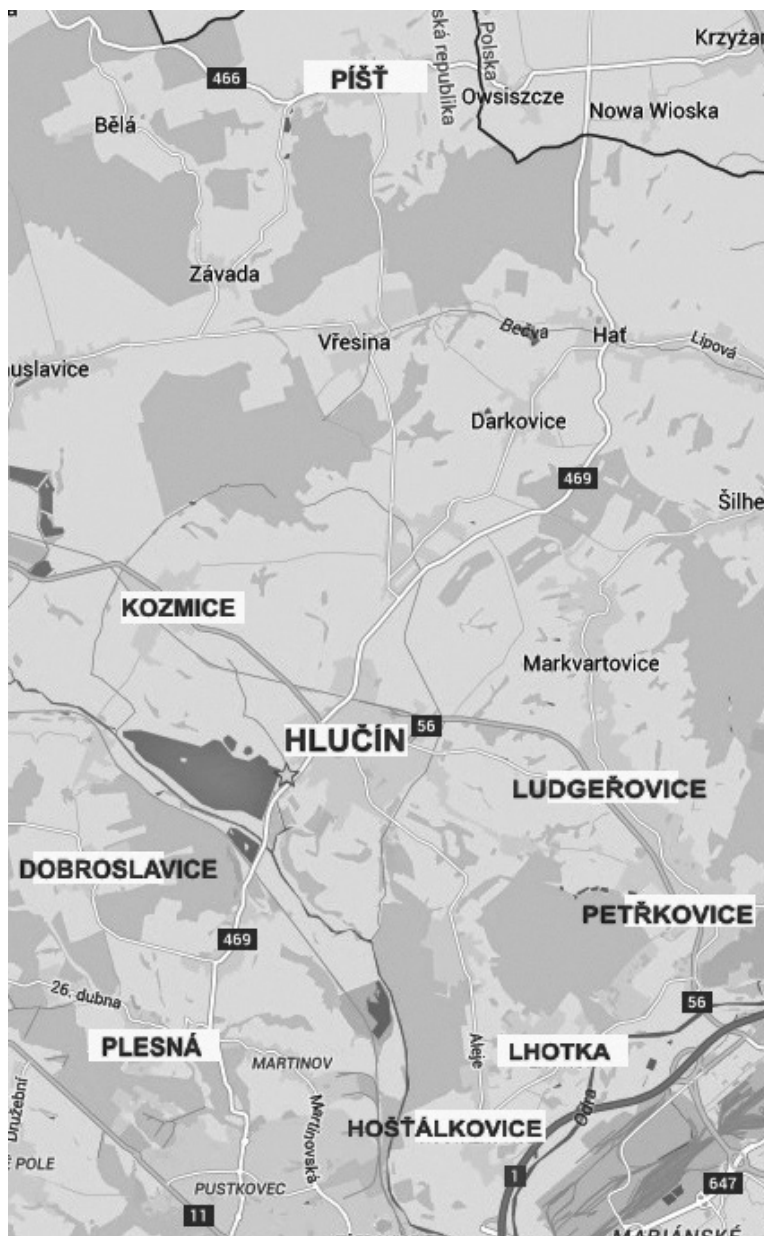 466
PÍŠŤ
ská republika
Polska
Krzyżan
Owsiszcze
Nowa Wioska
Bělá
Závada
Vřesina
Bečva
Hať
Lipová
uslavice
Darkovice
469
Šilhe
KOZMICE
Markvartovice
56
HLUČÍN
LUDGEŘOVICE
DOBROSLAVICE
PETŘKOVICE
469
26. dubna
56
PLESNÁ
MARTINOV
Aleje
LHOTKA
Družební
Martinovská
Odra
HOŠŤÁLKOVICE
POLE
PUSTKOVEC
1
647
11
MARIÁNSKÉ